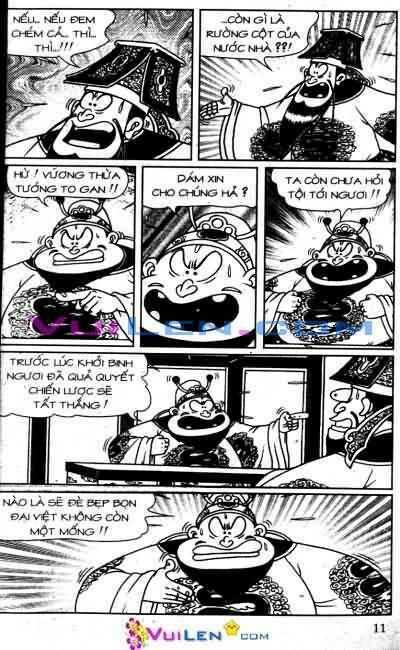 NẾU.. NẾU ĐEM
CHÉM CẢ... THÌ...
THÌ...!!!
...CÒN GÌ LÀ
RƯỜNG CỘT CỦA
NƯỚC NHÀ ??!
HỪ ! VƯƠNG THỪA
TƯỚNG TO GAN !!
DÁM XIN
CHO CHÚNG HẢ ?
TA CÒN CHƯA HỎI
TỘI TỚI NGƯƠI !!
VUILEN.COM
TRƯỚC LÚC KHỞI BINH
NGƯƠI ĐÃ QUẢ QUYẾT
CHIẾN LƯỢC SẼ
TẤT THẮNG !
NÀO LÀ SẼ ĐÈ BẸP BỌN
ĐẠI VIỆT KHÔNG CÒN
MỘT MỐNG !!
11
VUILEN.COM